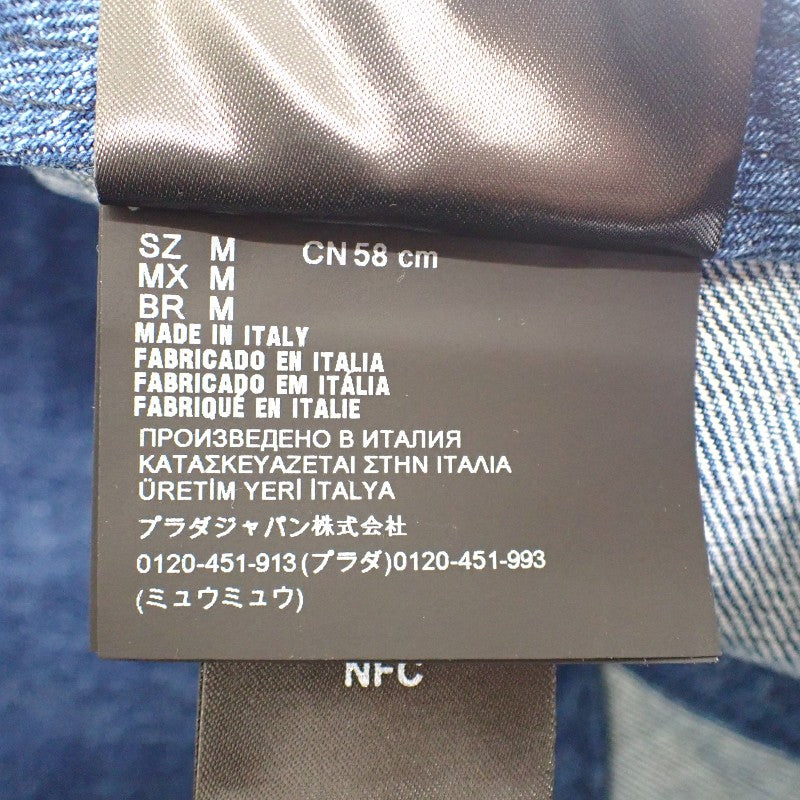 SZ M CN 58 cm
MX M
BR M
MADE IN ITALY
FABRICADO EN ITALIA
FABRICADO EM ITÁLIA
FABRIQUÉ EN ITALIE
ПРОИЗВЕДЕНО В ИТАЛИЯ
ΚΑΤΑΣΚΕΥΑΖΕΤΑΙ ΣΤΗΝ ΙΤΑΛΙΑ
ÜRETİM YERİ İTALYA
プラダジャパン株式会社
0120-451-913(プラダ)0120-451-993
(ミュウミュウ)
NFC